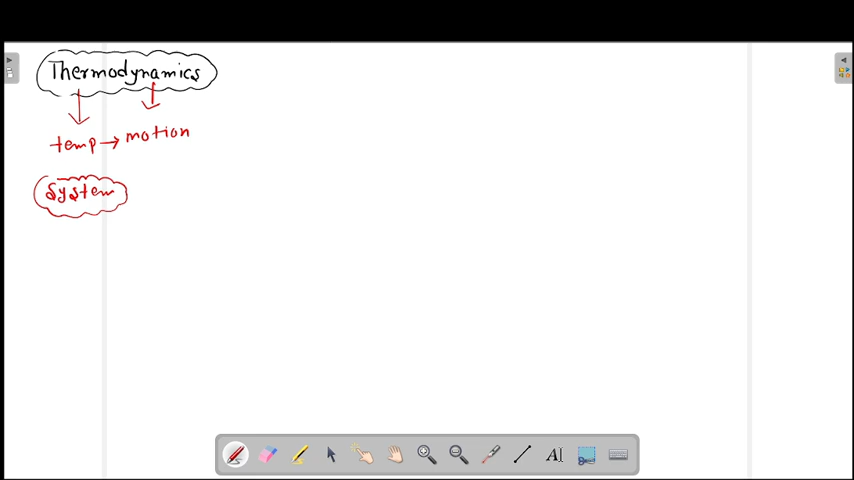 Thermodynamics
temp → motion
System